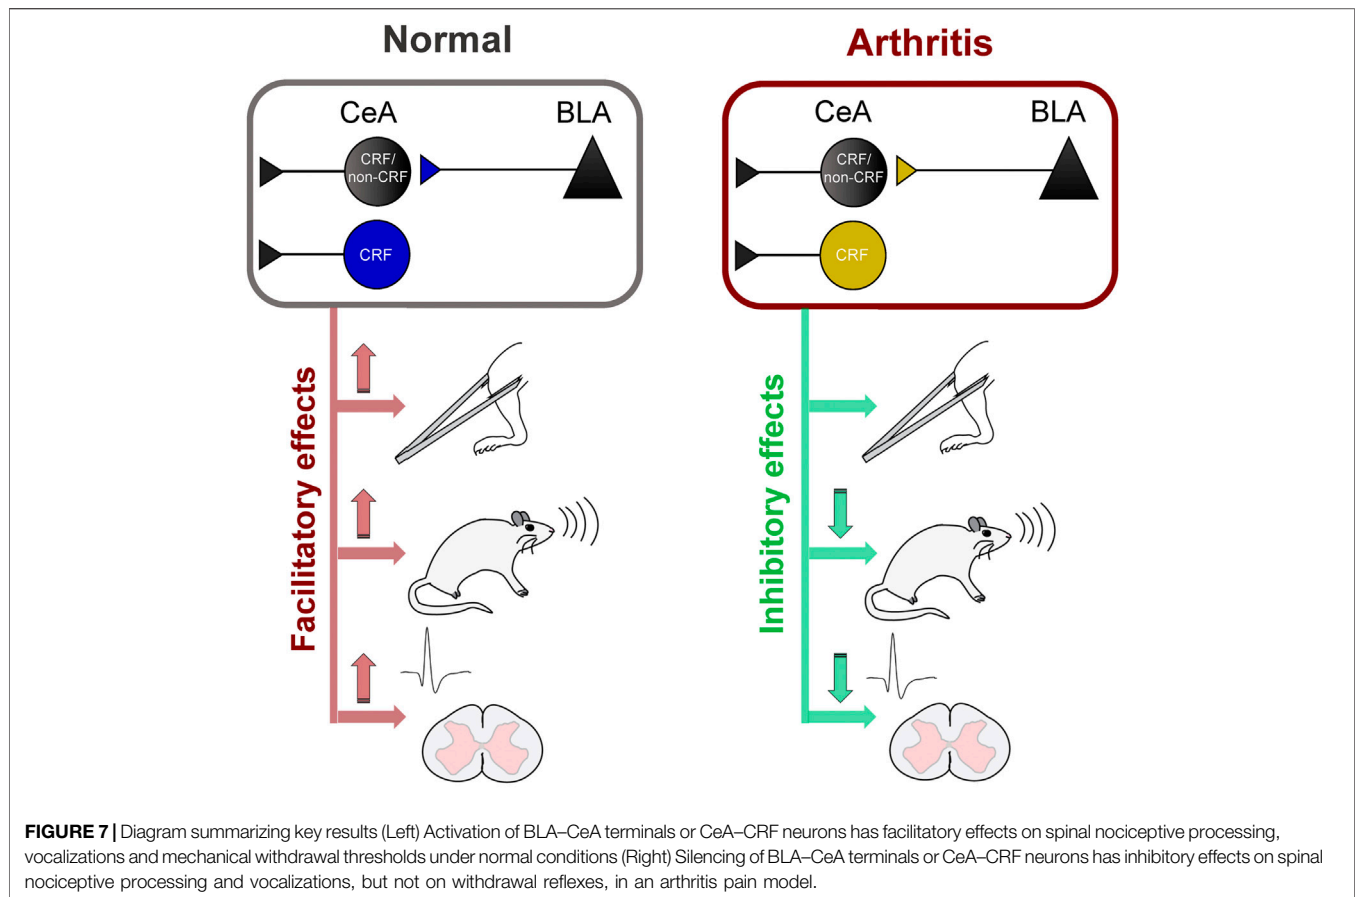 Normal
Arthritis
CeA
BLA
CRF/
non-CRF
CRF
CeA
BLA
CRF/
non-CRF
CRF
Facilitatory effects
Inhibitory effects
FIGURE 7 | Diagram summarizing key results (Left) Activation of BLA–CeA terminals or CeA–CRF neurons has facilitatory effects on spinal nociceptive processing,
vocalizations and mechanical withdrawal thresholds under normal conditions (Right) Silencing of BLA–CeA terminals or CeA–CRF neurons has inhibitory effects on spinal
nociceptive processing and vocalizations, but not on withdrawal reflexes, in an arthritis pain model.